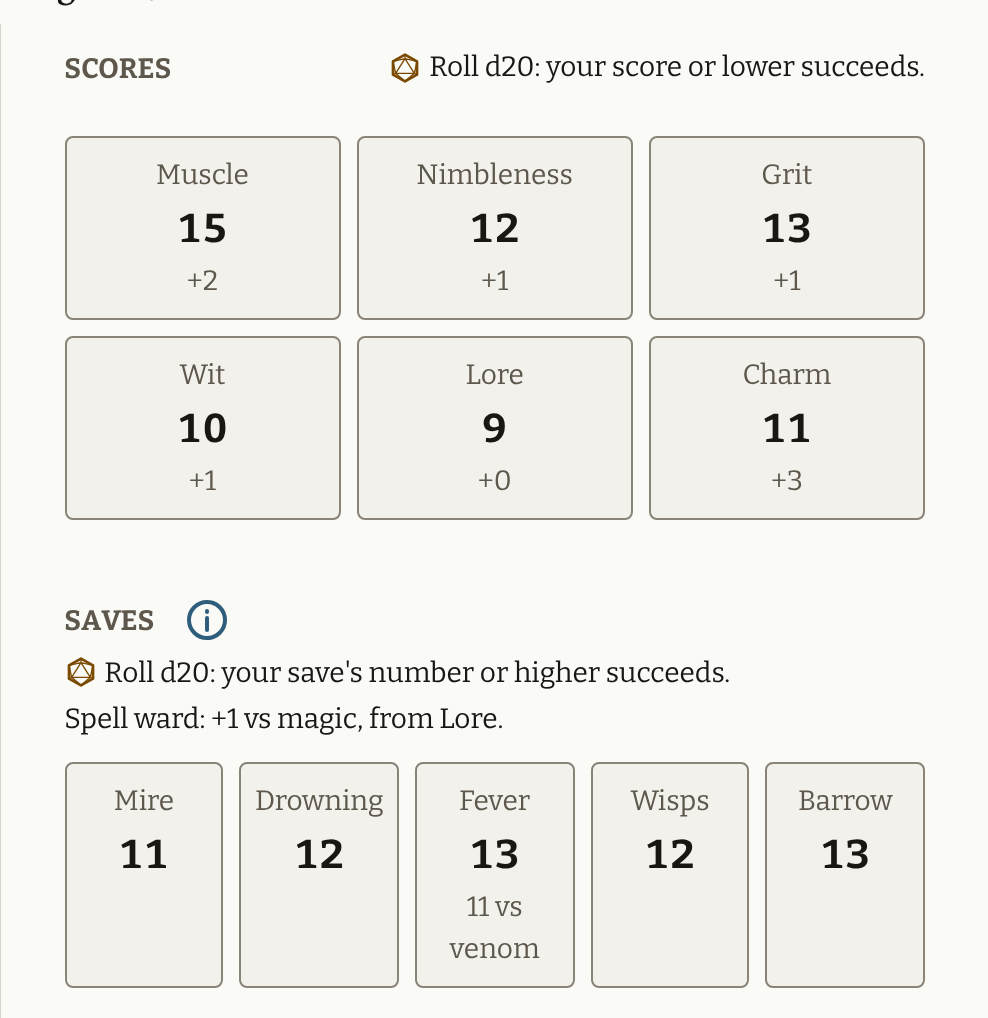 SCORES
Roll d20: your score or lower succeeds.
Muscle
15
+2
Nimbleness
12
+1
Grit
13
+1
Wit
10
+1
Lore
9
+0
Charm
11
+3
SAVES
Roll d20: your save's number or higher succeeds.
Spell ward: +1 vs magic, from Lore.
Mire
11
Drowning
12
Fever
13
11 vs
venom
Wisps
12
Barrow
13